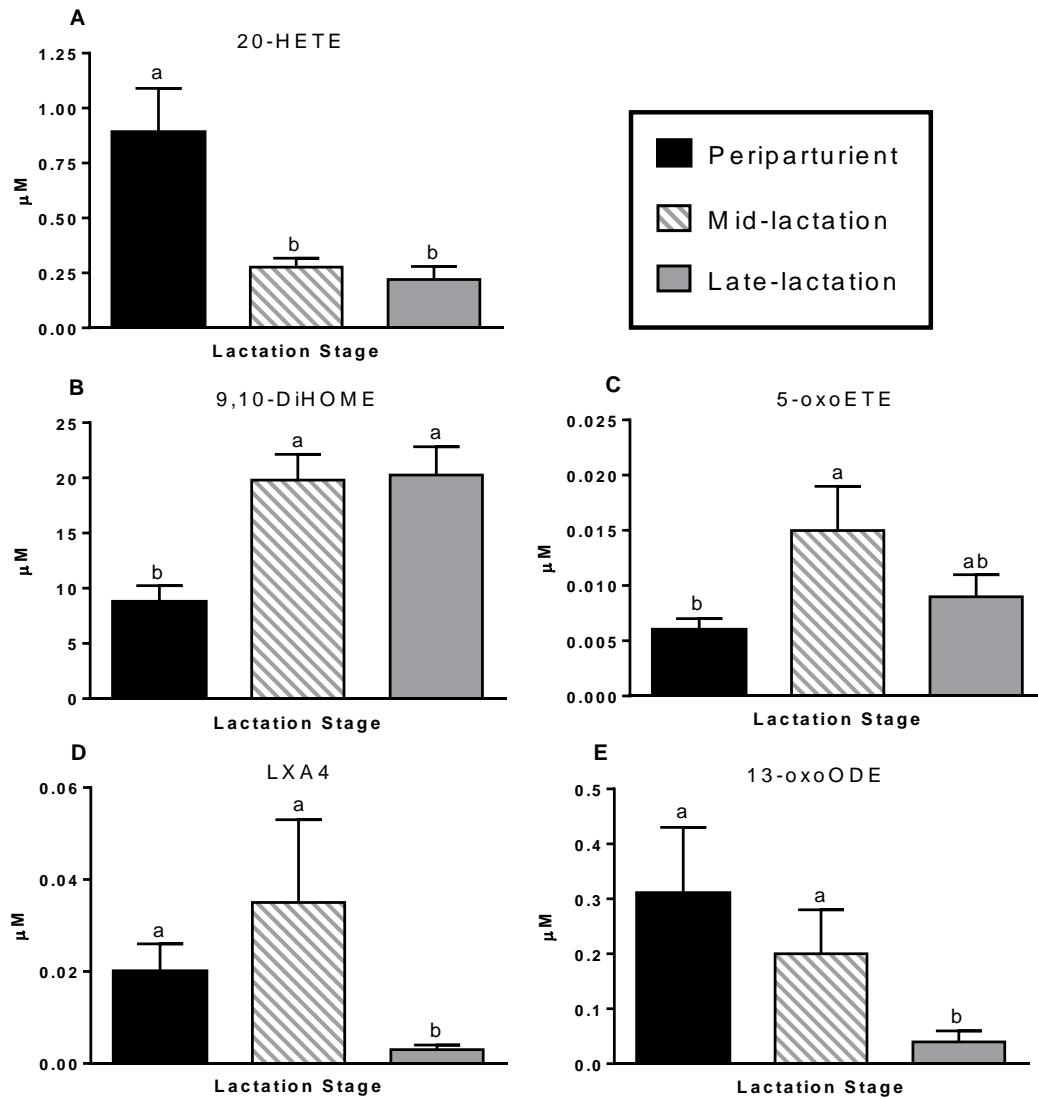 A
20-HETE
1.25
1.00
0.75
0.50
0.25
0.00
µM
a
b
b
Lactation Stage
Periparturient
Mid-lactation
Late-lactation
B
9,10-DiHOME
25
20
15
10
5
0
µM
b
a
a
Lactation Stage
C
5-oxoETE
0.025
0.020
0.015
0.010
0.005
0.000
µM
b
a
ab
Lactation Stage
D
LXA4
0.06
0.04
0.02
0.00
µM
a
a
b
Lactation Stage
E
13-oxoODE
0.5
0.4
0.3
0.2
0.1
0.0
µM
a
a
b
Lactation Stage